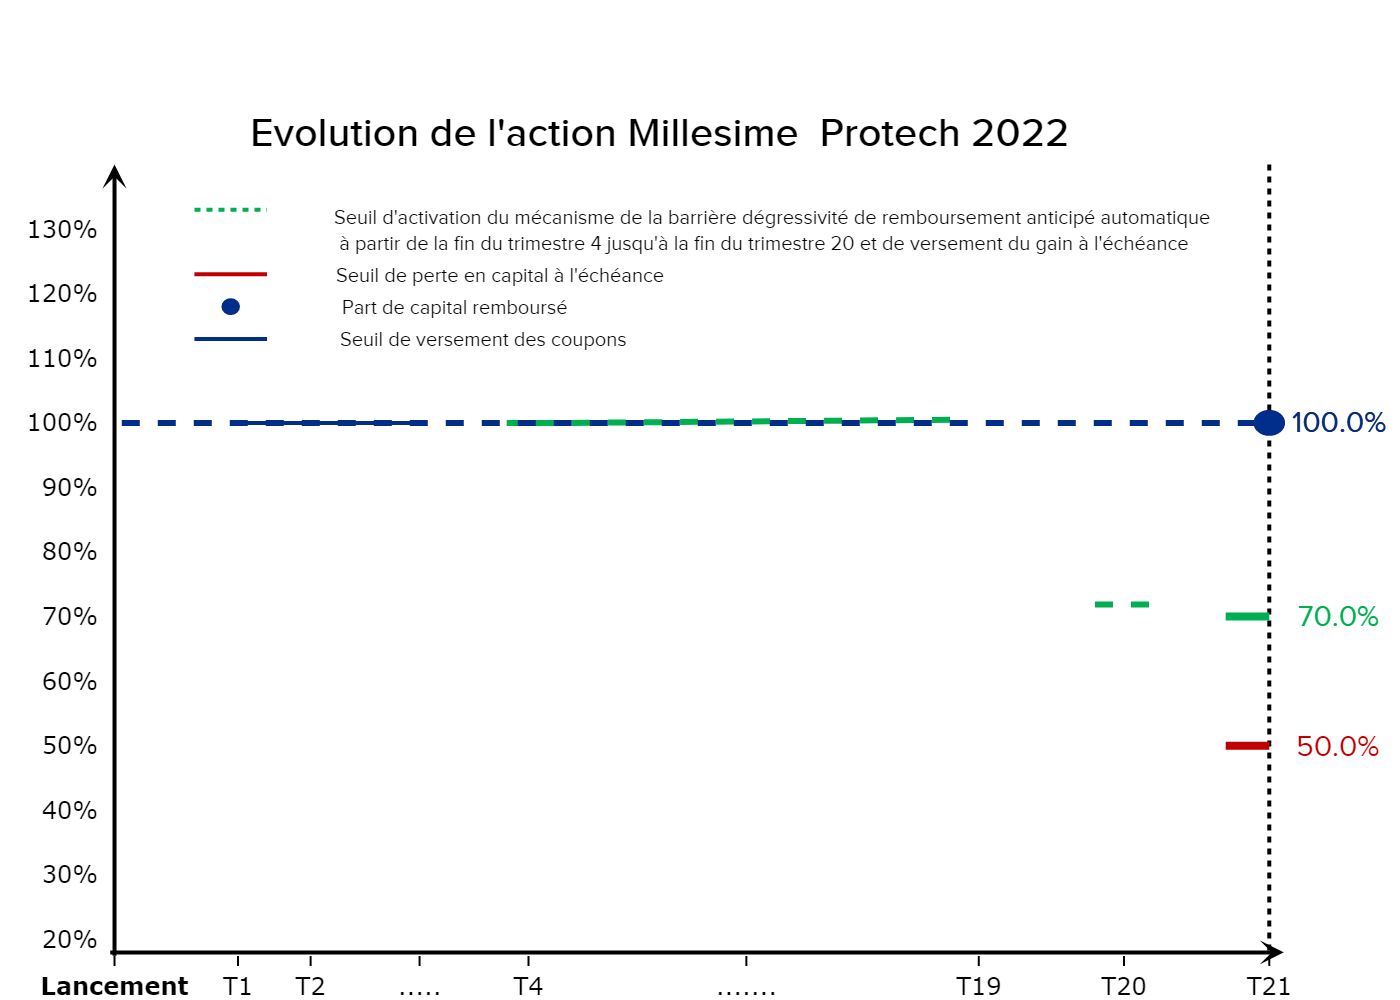 Evolution de l'action Millesime  Protech 2022
Seuil d'activation du mécanisme de la barrière dégressivité de remboursement anticipé automatique
à partir de la fin du trimestre 4 jusqu'à la fin du trimestre 20 et de versement du gain à l'échéance
Seuil de perte en capital à l'échéance
Part de capital remboursé
Seuil de versement des coupons
130%
120%
110%
100%
90%
80%
70%
60%
50%
40%
30%
20%
100.0%
70.0%
50.0%
Lancement T1 T2 ..... T4 ....... T19 T20 T21